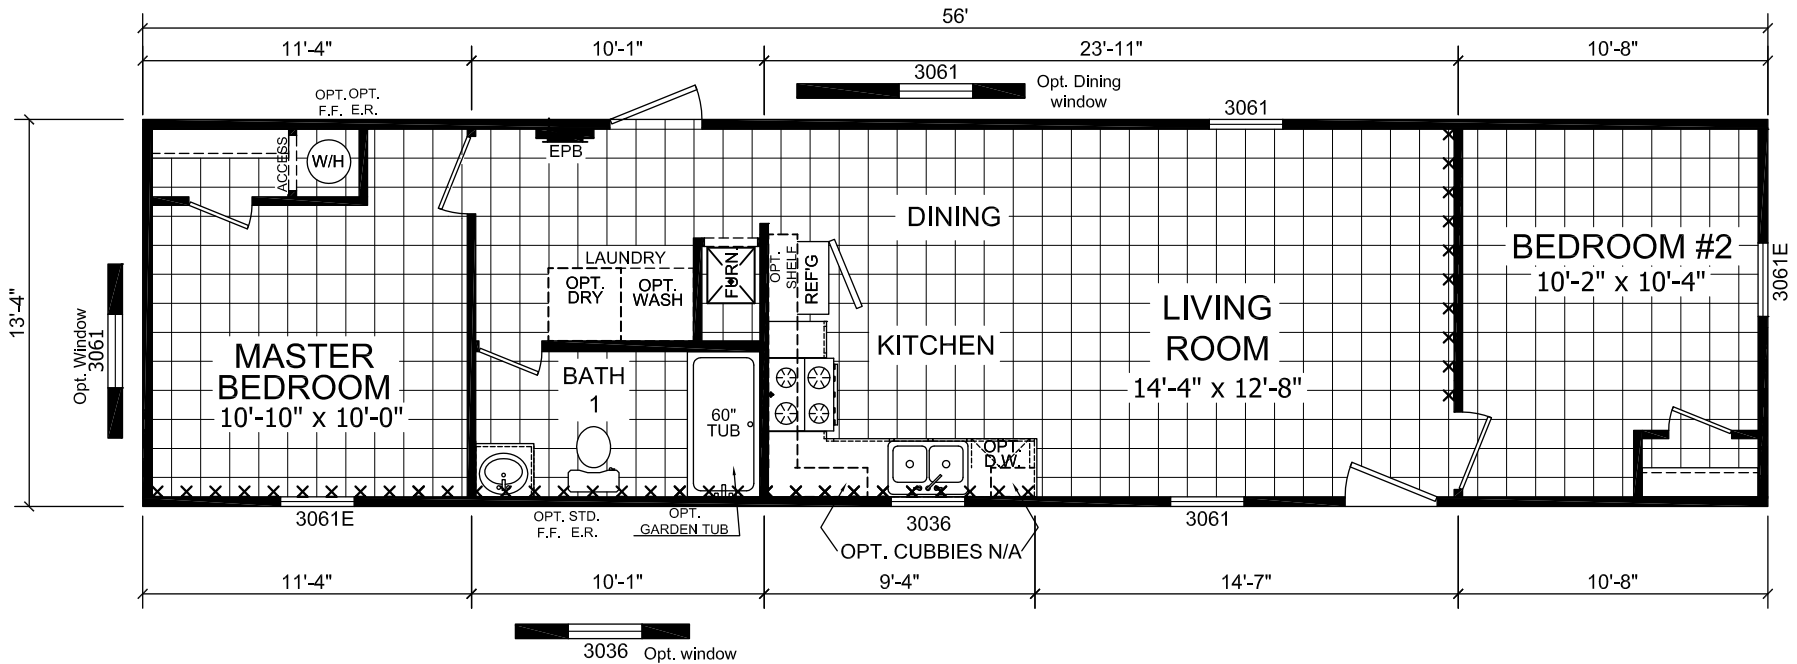 56'
11'-4"
10'-1"
23'-11"
10'-8"
3061
Opt. Dining
window
OPT. OPT.
F.F. E.R.
3061
13'-4"
ACCESS
W/H
EPB
DINING
LAUNDRY
OPT.
DRY
OPT.
WASH
FURN
OPT.
SHELF
REF'G
BEDROOM #2
10'-2" x 10'-4"
3061E
Opt. Window
3061
MASTER
BEDROOM
10'-10" x 10'-0"
BATH
1
60"
TUB
KITCHEN
LIVING
ROOM
14'-4" x 12'-8"
OPT.
D.W.
3061E
OPT. STD.
F.F. E.R.
OPT.
GARDEN TUB
3036
OPT. CUBBIES N/A
3061
11'-4"
10'-1"
9'-4"
14'-7"
10'-8"
3036 Opt. window